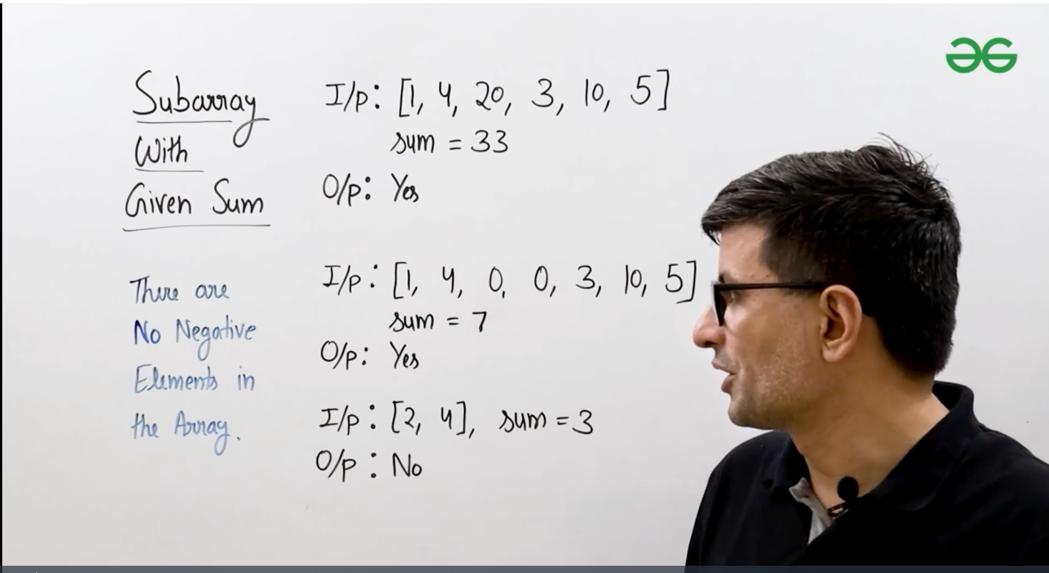 Subarray
With
Given Sum
There are
No Negative
Elements in
the Array.
I/p: [1, 4, 20, 3, 10, 5]
sum = 33
O/p: Yes
I/p: [1, 4, 0, 0, 3, 10, 5]
sum = 7
O/p: Yes
I/p: [2, 4], sum = 3
O/p: No